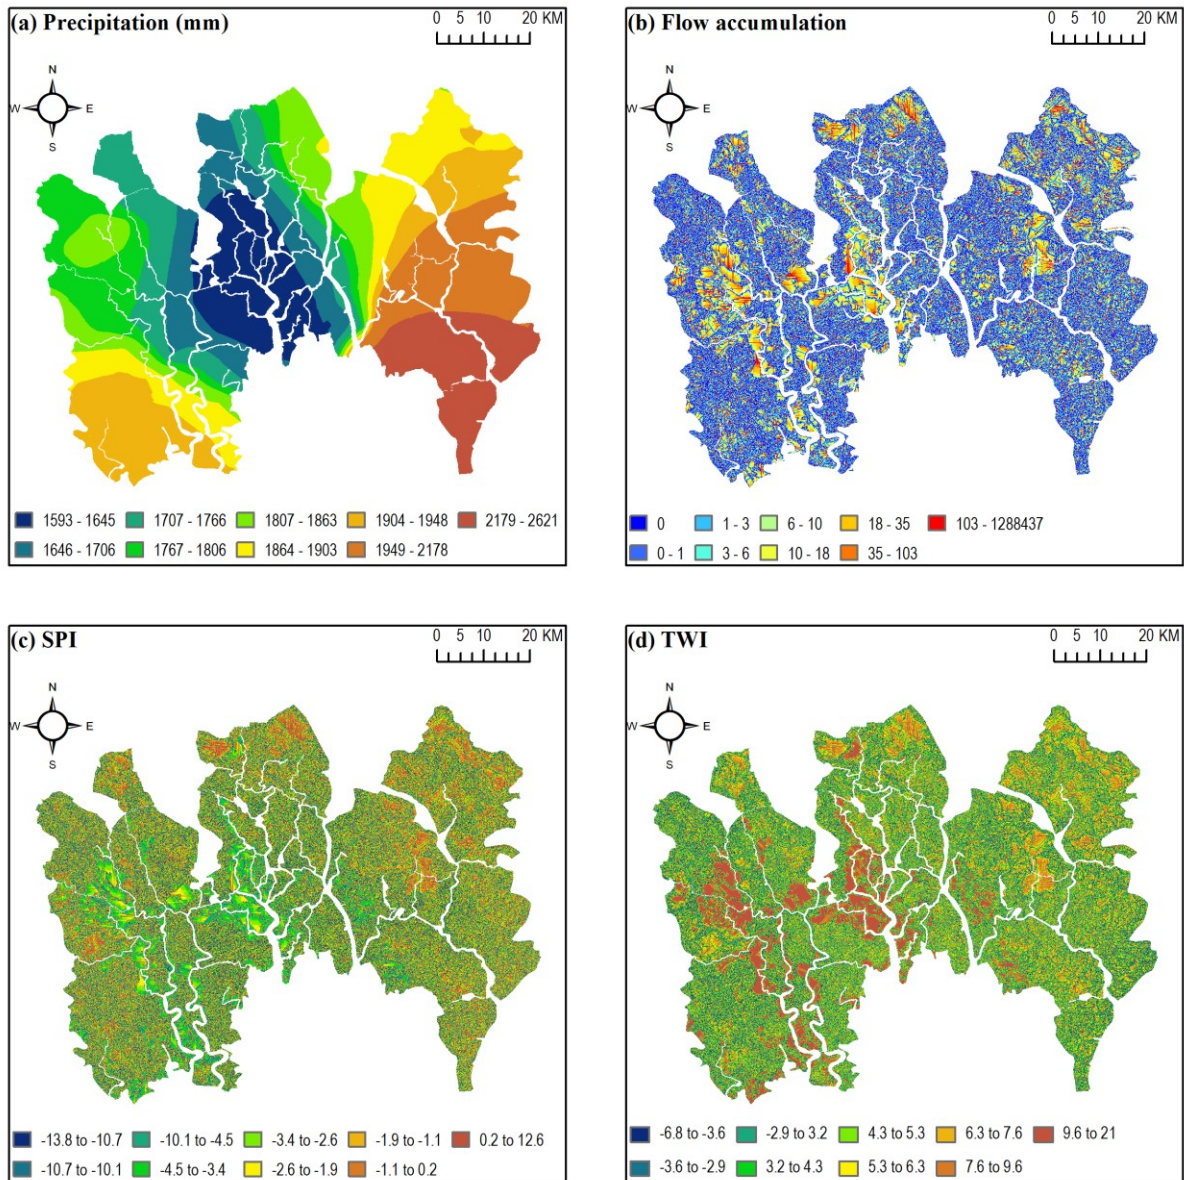 (a) Precipitation (mm)
0 5 10 20 KM
N
W E
S
1593 - 1645 1707 - 1766 1807 - 1863 1904 - 1948 2179 - 2621
1646 - 1706 1767 - 1806 1864 - 1903 1949 - 2178
(b) Flow accumulation
0 5 10 20 KM
N
W E
S
0 1 - 3 6 - 10 18 - 35 103 - 1288437
0 - 1 3 - 6 10 - 18 35 - 103
(c) SPI
0 5 10 20 KM
N
W E
S
-13.8 to -10.7 -10.1 to -4.5 -3.4 to -2.6 -1.9 to -1.1 0.2 to 12.6
-10.7 to -10.1 -4.5 to -3.4 -2.6 to -1.9 -1.1 to 0.2
(d) TWI
0 5 10 20 KM
N
W E
S
-6.8 to -3.6 -2.9 to 3.2 4.3 to 5.3 6.3 to 7.6 9.6 to 21
-3.6 to -2.9 3.2 to 4.3 5.3 to 6.3 7.6 to 9.6